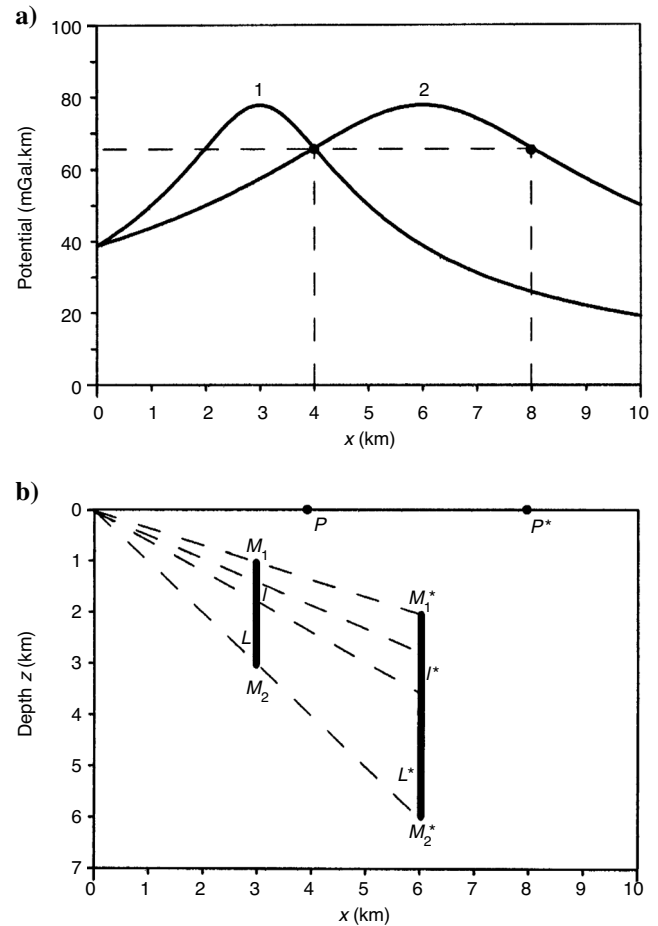 a)
100
80
60
40
20
0
Potential (mGal.km)
1
2
0 1 2 3 4 5 6 7 8 9 10
x (km)
b)
0
1
2
3
4
5
6
7
Depth z (km)
P
P*
M1
l
L
M2
M1*
l*
L*
M2*
0 1 2 3 4 5 6 7 8 9 10
x (km)